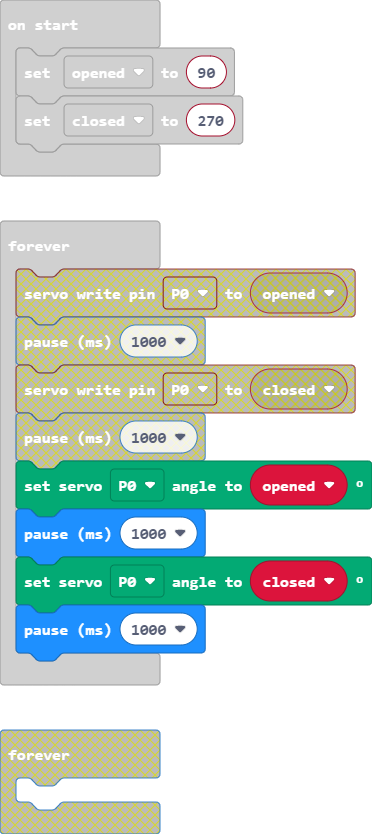 on start
set opened to 90
set closed to 270
forever
servo write pin P0 to opened
pause (ms) 1000
servo write pin P0 to closed
pause (ms) 1000
set servo P0 angle to opened °
pause (ms) 1000
set servo P0 angle to closed °
pause (ms) 1000
forever